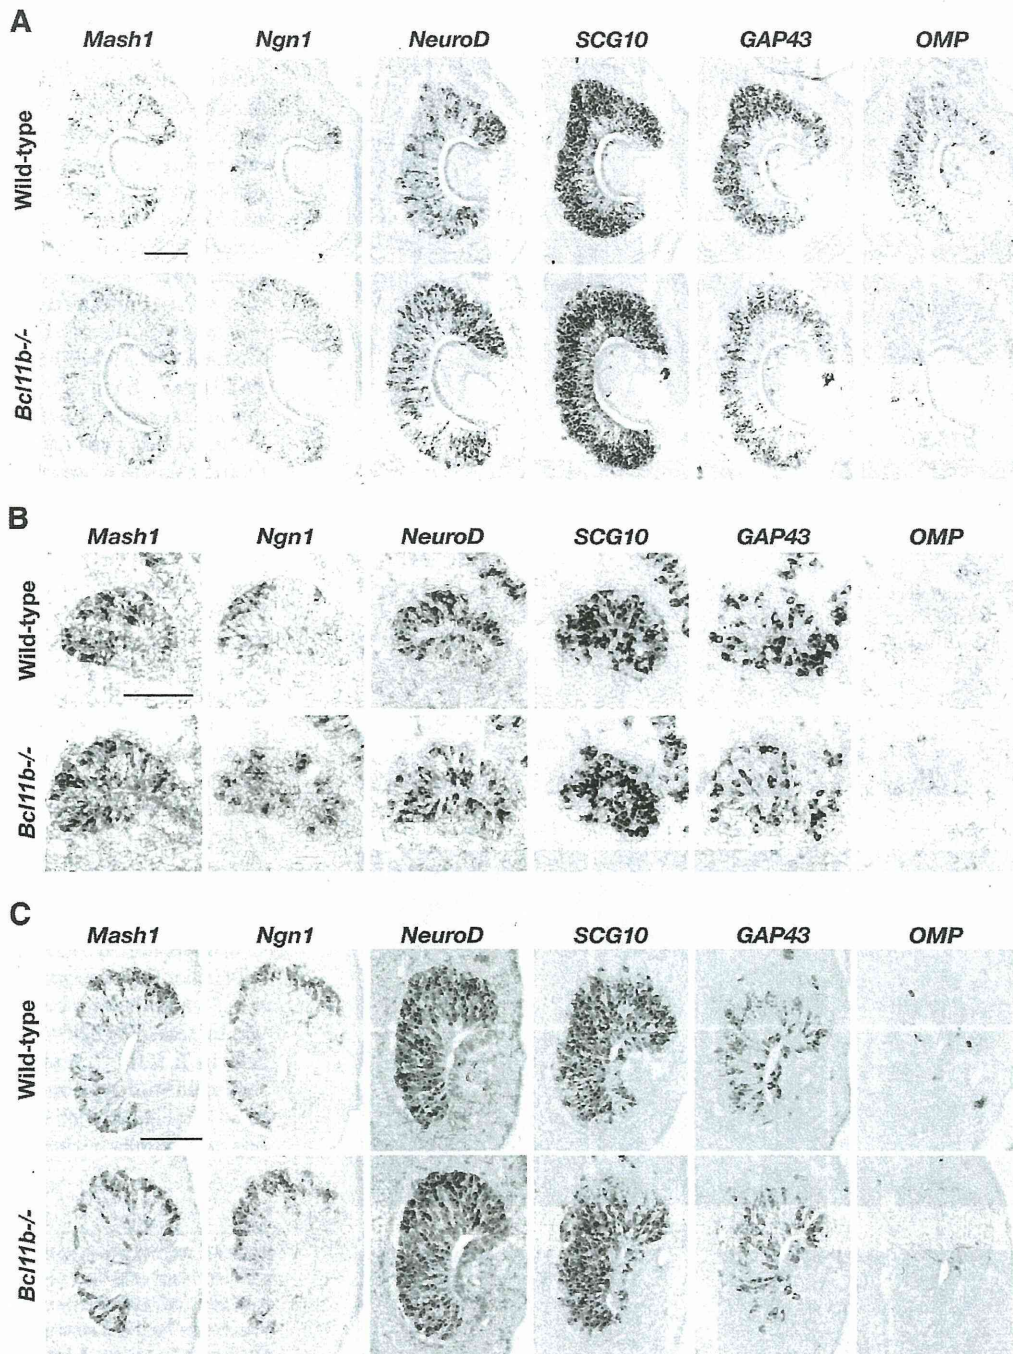 A
Mash1 Ngn1 NeuroD SCG10 GAP43 OMP
Wild-type
Bcl11b-/-
B
Mash1 Ngn1 NeuroD SCG10 GAP43 OMP
Wild-type
Bcl11b-/-
C
Mash1 Ngn1 NeuroD SCG10 GAP43 OMP
Wild-type
Bcl11b-/-